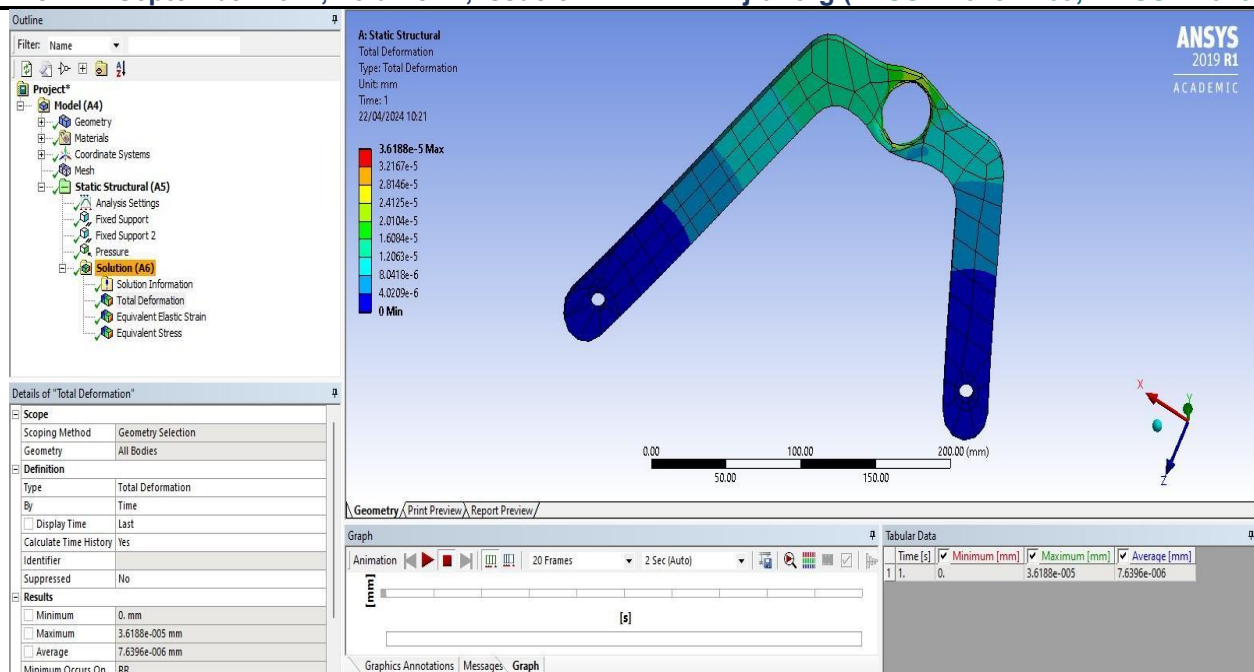 Outline
Filter: Name
Project*
Model (A4)
Geometry
Materials
Coordinate Systems
Mesh
Static Structural (A5)
Analysis Settings
Fixed Support
Fixed Support 2
Pressure
Solution (A6)
Solution Information
Total Deformation
Equivalent Elastic Strain
Equivalent Stress
Details of "Total Deformation"
Scope
Scoping Method Geometry Selection
Geometry All Bodies
Definition
Type Total Deformation
By Time
Display Time Last
Calculate Time History Yes
Identifier
Suppressed No
Results
Minimum 0. mm
Maximum 3.6188e-005 mm
Average 7.6396e-006 mm
Minimum Occurs On RR
A: Static Structural
Total Deformation
Type: Total Deformation
Unit: mm
Time: 1
22/04/2024 10:21
3.6188e-5 Max
3.2167e-5
2.8146e-5
2.4125e-5
2.0104e-5
1.6084e-5
1.2063e-5
8.0418e-6
4.0209e-6
0 Min
ANSYS
2019 R1
ACADEMIC
X
Y
Z
0.00 100.00 200.00 (mm)
50.00 150.00
Geometry Print Preview Report Preview
Graph
Animation 20 Frames 2 Sec (Auto)
[mm]
[s]
Graphics Annotations Messages Graph
Tabular Data
Time [s] Minimum [mm] Maximum [mm] Average [mm]
1 1. 0. 3.6188e-005 7.6396e-006